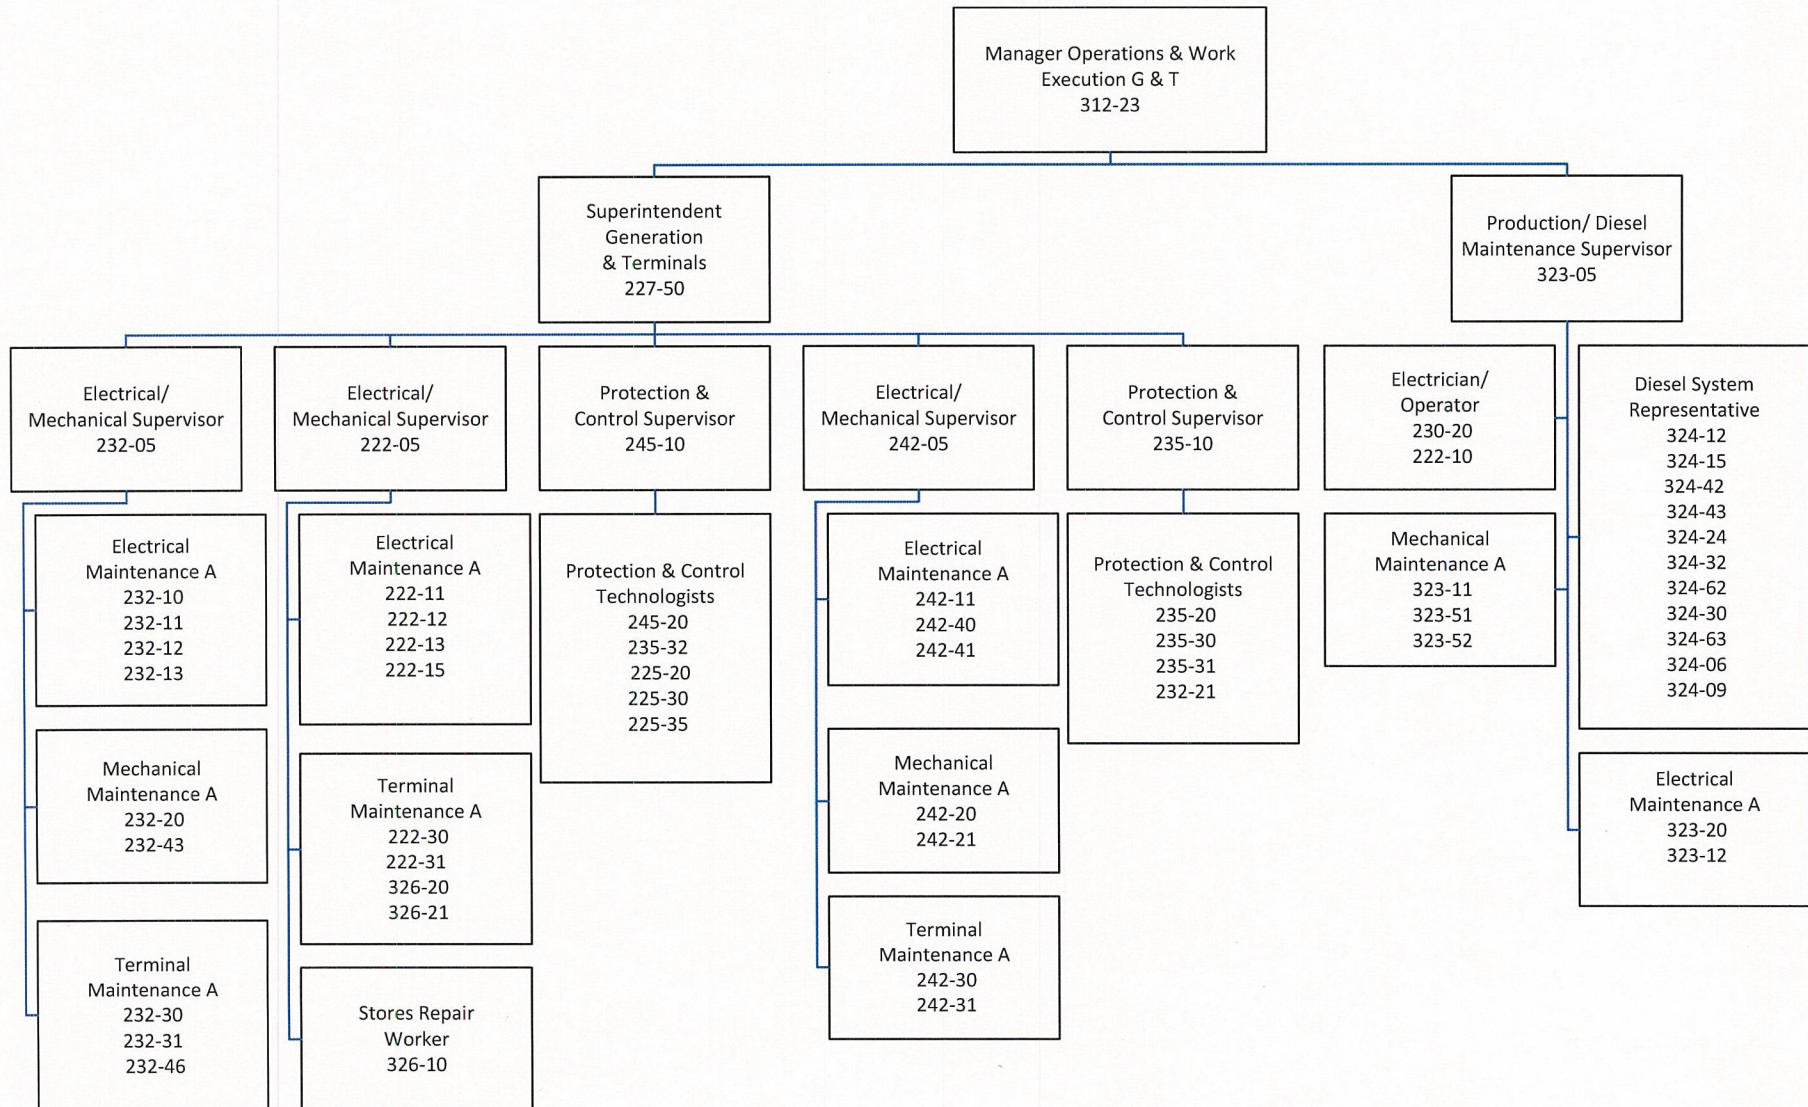 Manager Operations & Work
Execution G & T
312-23
Superintendent
Generation
& Terminals
227-50
Production/ Diesel
Maintenance Supervisor
323-05
Electrical/
Mechanical Supervisor
232-05
Electrical/
Mechanical Supervisor
222-05
Protection &
Control Supervisor
245-10
Electrical/
Mechanical Supervisor
242-05
Protection &
Control Supervisor
235-10
Electrician/
Operator
230-20
222-10
Diesel System
Representative
324-12
324-15
324-42
324-43
324-24
324-32
324-62
324-30
324-63
324-06
324-09
Electrical
Maintenance A
232-10
232-11
232-12
232-13
Electrical
Maintenance A
222-11
222-12
222-13
222-15
Protection & Control
Technologists
245-20
235-32
225-20
225-30
225-35
Electrical
Maintenance A
242-11
242-40
242-41
Protection & Control
Technologists
235-20
235-30
235-31
232-21
Mechanical
Maintenance A
323-11
323-51
323-52
Mechanical
Maintenance A
232-20
232-43
Terminal
Maintenance A
222-30
222-31
326-20
326-21
Mechanical
Maintenance A
242-20
242-21
Electrical
Maintenance A
323-20
323-12
Terminal
Maintenance A
232-30
232-31
232-46
Stores Repair
Worker
326-10
Terminal
Maintenance A
242-30
242-31